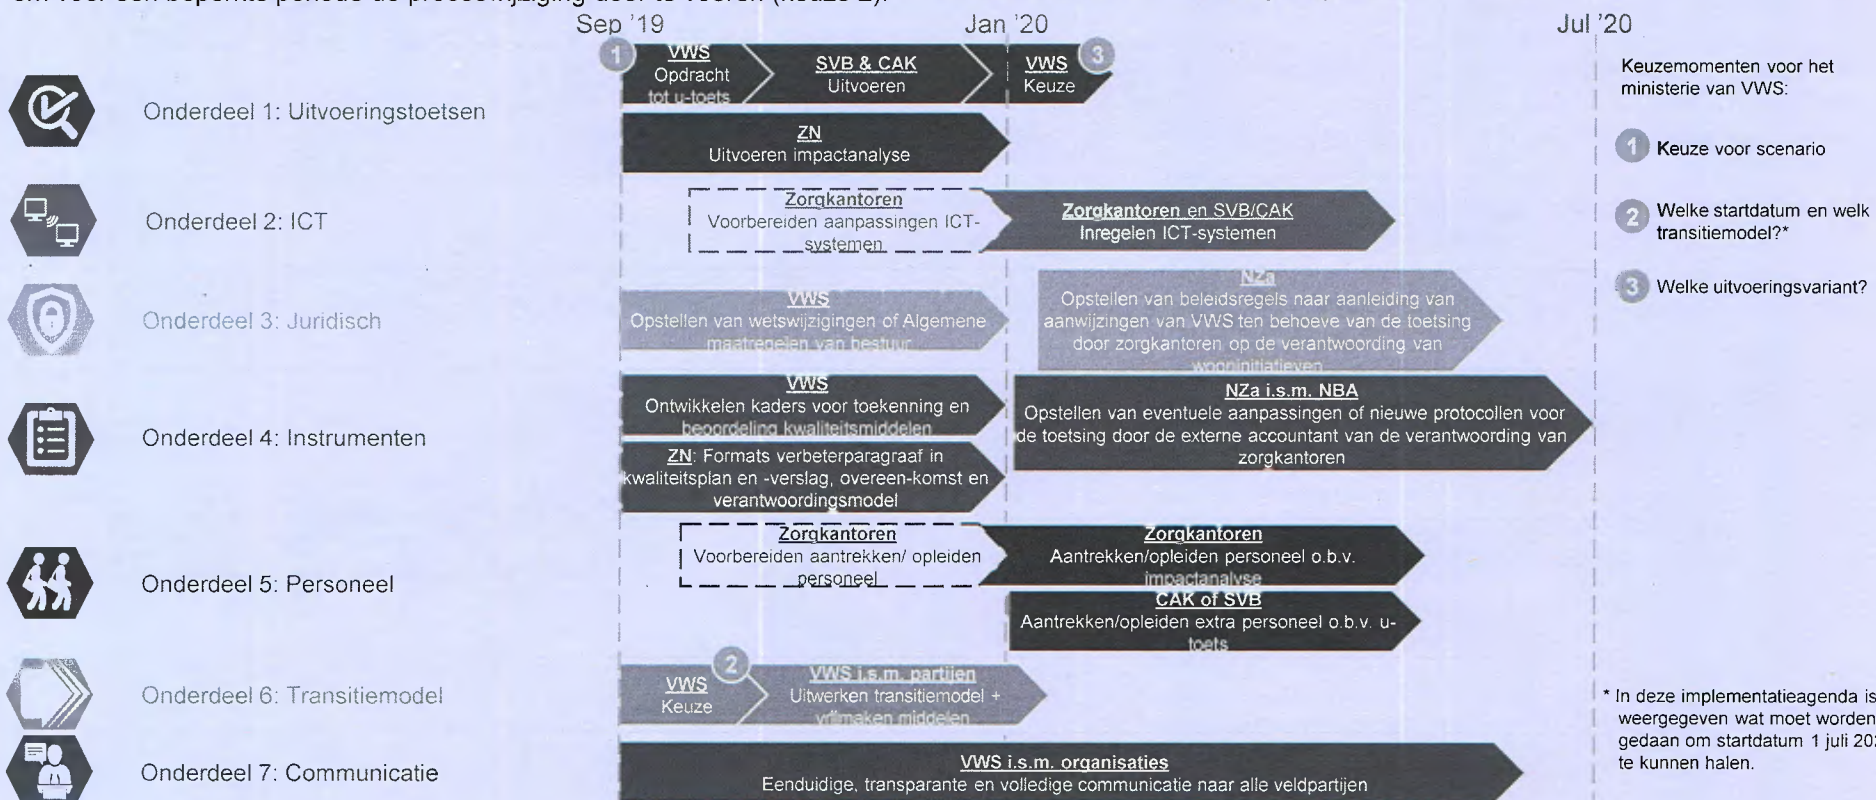 om voor een beperkte periode de proceswijziging door te voeren (keuze 2).
Sep '19
Jan '20
Jul '20
1
VWS
Opdracht
tot u-toets
SVB & CAK
Uitvoeren
VWS
Keuze
3
Onderdeel 1: Uitvoeringstoetsen
ZN
Uitvoeren impactanalyse
Onderdeel 2: ICT
Zorgkantoren
Voorbereiden aanpassingen ICT-
systemen
Zorgkantoren en SVB/CAK
Inregelen ICT-systemen
Onderdeel 3: Juridisch
VWS
Opstellen van wetswijzigingen of Algemene
maatregelen van bestuur
NZa
Opstellen van beleidsregels naar aanleiding van
aanwijzingen van VWS ten behoeve van de toetsing
door zorgkantoren op de verantwoording van
wooninitiatieven
Onderdeel 4: Instrumenten
VWS
Ontwikkelen kaders voor toekenning en
beoordeling kwaliteitsmiddelen
ZN: Formats verbeterparagraaf in
kwaliteitsplan en -verslag, overeen-komst en
verantwoordingsmodel
NZa i.s.m. NBA
Opstellen van eventuele aanpassingen of nieuwe protocollen voor
de toetsing door de externe accountant van de verantwoording van
zorgkantoren
Onderdeel 5: Personeel
Zorgkantoren
Voorbereiden aantrekken/ opleiden
personeel
Zorgkantoren
Aantrekken/opleiden personeel o.b.v.
impactanalyse
CAK of SVB
Aantrekken/opleiden extra personeel o.b.v. u-
toets
Onderdeel 6: Transitiemodel
VWS
Keuze
2
VWS i.s.m. partijen
Uitwerken transitiemodel +
vrijmaken middelen
Onderdeel 7: Communicatie
VWS i.s.m. organisaties
Eenduidige, transparante en volledige communicatie naar alle veldpartijen
Keuzemomenten voor het
ministerie van VWS:
1 Keuze voor scenario
2 Welke startdatum en welk
transitiemodel?*
3 Welke uitvoeringsvariant?
* In deze implementatieagenda is
weergegeven wat moet worden
gedaan om startdatum 1 juli
te kunnen halen.